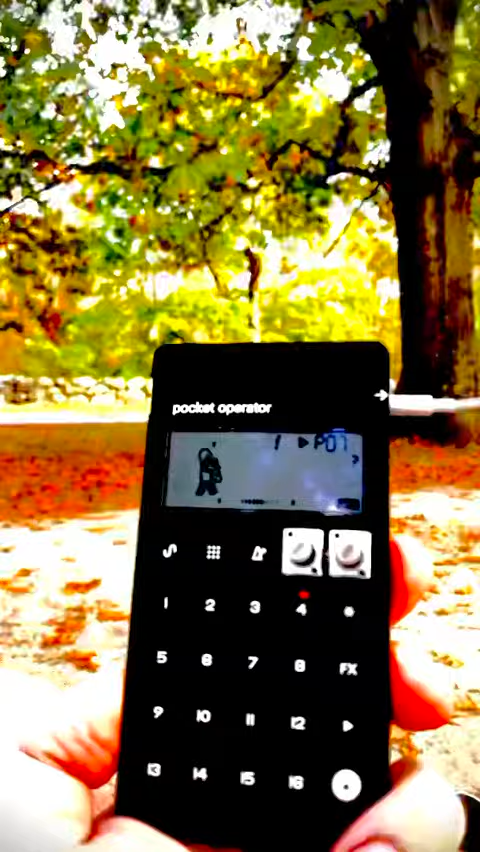 pocket operator
1 P01
1 2 3 4
5 6 7 8 FX
9 10 11 12
13 14 15 16